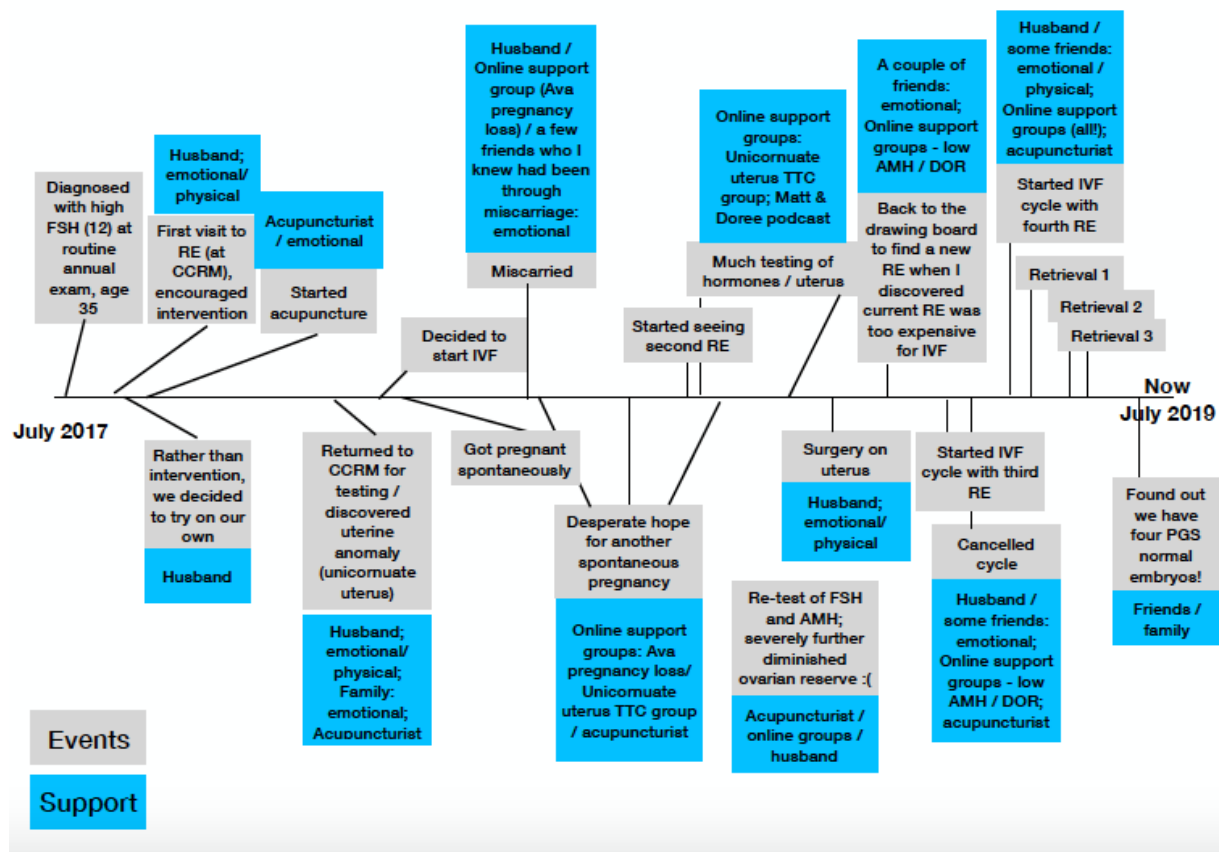 Diagnosed
with high
FSH (12) at
routine
annual
exam, age
35
Husband;
emotional/
physical
First visit to
RE (at
CCRM),
encouraged
intervention
Acupuncturist
/ emotional
Started
acupuncture
Decided to
start IVF
Husband /
Online support
group (Ava
pregnancy
loss) / a few
friends who I
knew had been
through
miscarriage:
emotional
Miscarried
Started seeing
second RE
Online support
groups:
Unicornuate
uterus TTC
group; Matt &
Doree podcast
Much testing of
hormones / uterus
A couple of
friends:
emotional;
Online support
groups - low
AMH / DOR
Back to the
drawing board
to find a new
RE when I
discovered
current RE was
too expensive
for IVF
Husband /
some friends:
emotional /
physical;
Online support
groups (all!);
acupuncturist
Started IVF
cycle with
fourth RE
Retrieval 1
Retrieval 2
Retrieval 3
Now
July 2019
July 2017
Rather than
intervention,
we decided
to try on our
own
Husband
Returned to
CCRM for
testing /
discovered
uterine
anomaly
(unicornuate
uterus)
Husband;
emotional/
physical;
Family:
emotional;
Acupuncturist
Got pregnant
spontaneously
Desperate hope
for another
spontaneous
pregnancy
Online support
groups: Ava
pregnancy loss/
Unicornuate
uterus TTC group
/ acupuncturist
Surgery on
uterus
Husband;
emotional/
physical
Re-test of FSH
and AMH;
severely further
diminished
ovarian reserve :(
Acupuncturist /
online groups /
husband
Started IVF
cycle with third
RE
Cancelled
cycle
Husband /
some friends:
emotional;
Online support
groups - low
AMH / DOR;
acupuncturist
Found out
we have
four PGS
normal
embryos!
Friends /
family
Events
Support